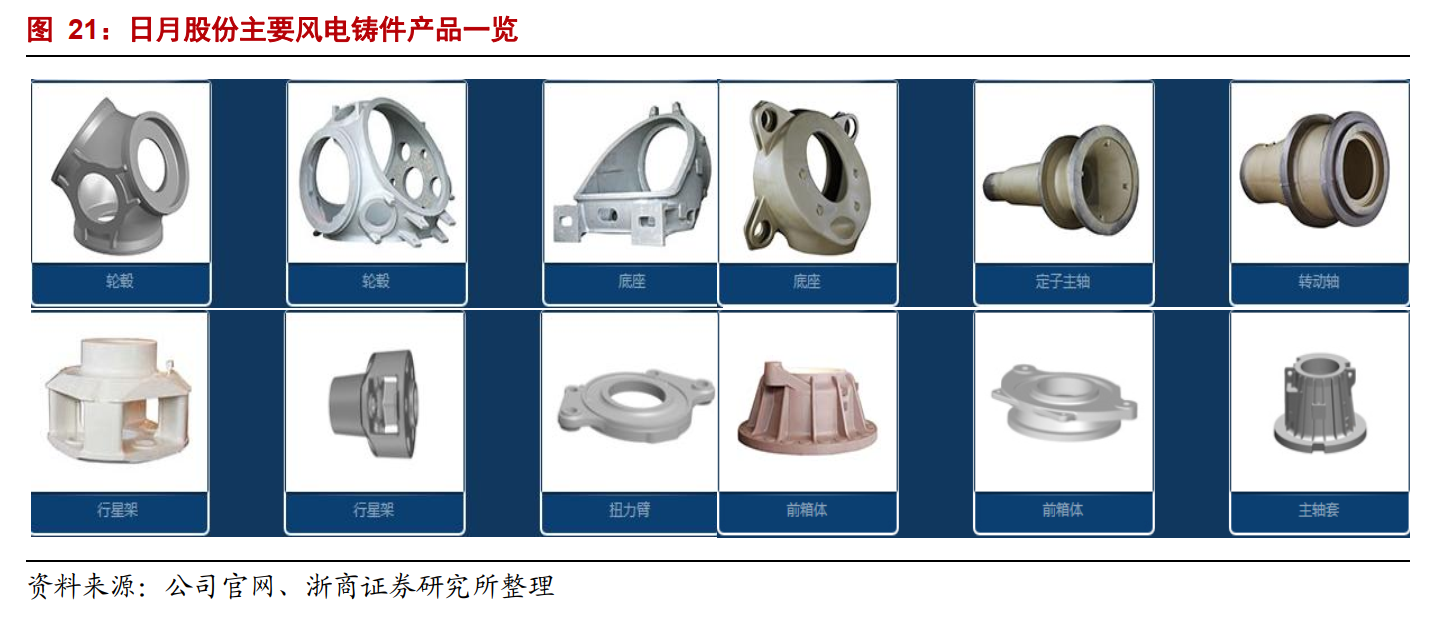 图 21：日月股份主要风电铸件产品一览
轮毂 轮毂 底座 底座 定子主轴 转动轴
行星架 行星架 扭力臂 前箱体 前箱体 主轴套
资料来源：公司官网、浙商证券研究所整理